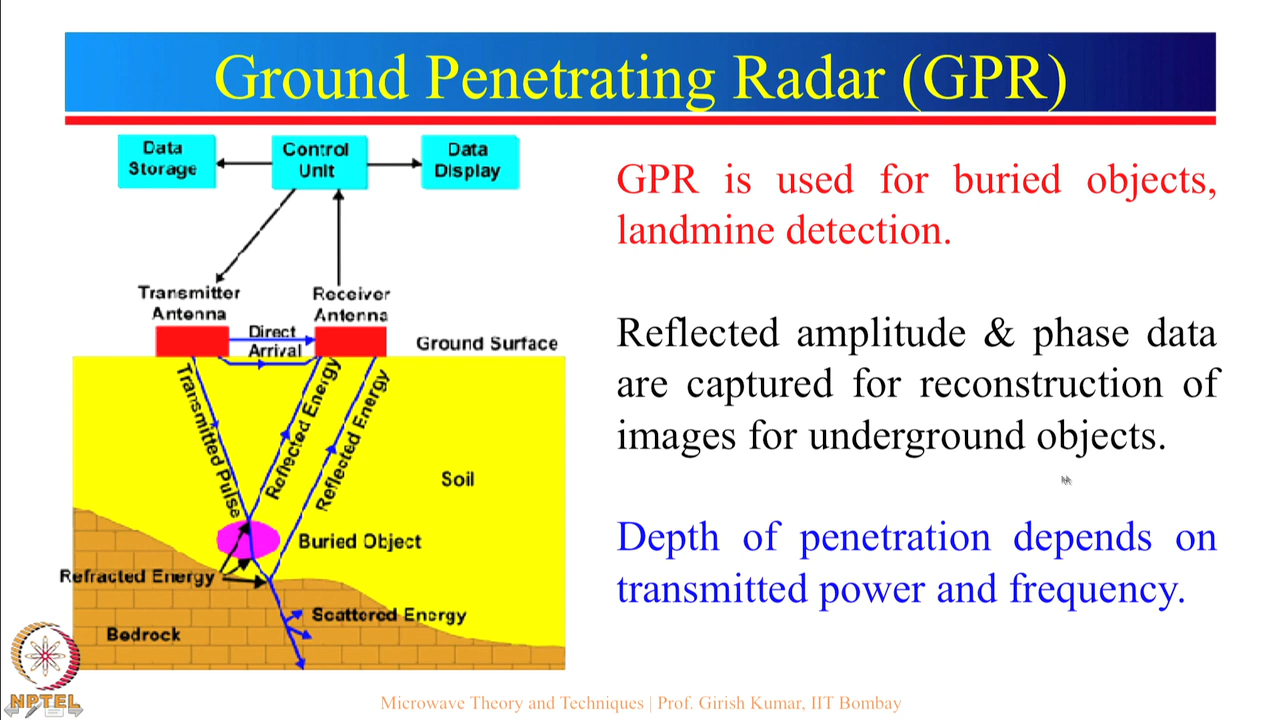 Ground Penetrating Radar (GPR)
Data
Storage
Control
Unit
Data
Display
Transmitter
Antenna
Receiver
Antenna
Direct
Arrival
Ground Surface
Transmitted Pulse
Reflected Energy
Reflected Energy
Soil
Buried Object
Refracted Energy
Scattered Energy
Bedrock
GPR is used for buried objects,
landmine detection.
Reflected amplitude & phase data
are captured for reconstruction of
images for underground objects.
Depth of penetration depends on
transmitted power and frequency.
NPTEL
Microwave Theory and Techniques | Prof. Girish Kumar, IIT Bombay